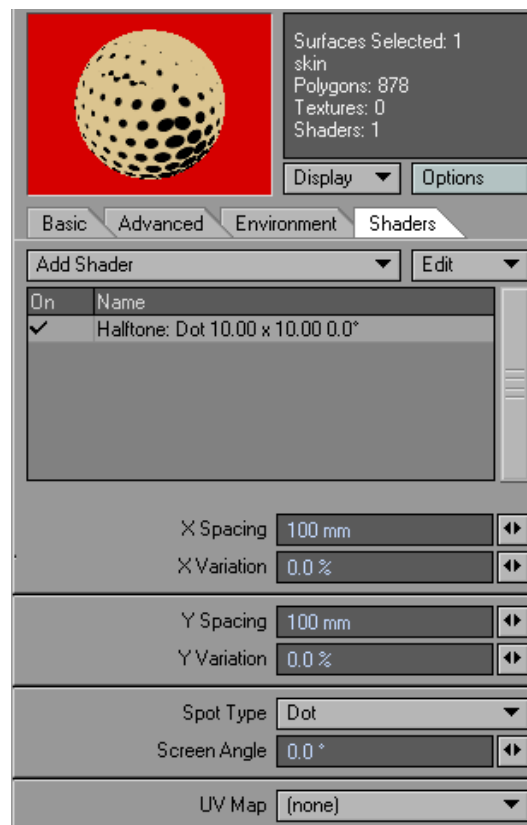 Surfaces Selected: 1
skin
Polygons: 878
Textures: 0
Shaders: 1
Display Options
Basic Advanced Environment Shaders
Add Shader Edit
On Name
Halftone: Dot 10.00 x 10.00 0.0°
X Spacing 100 mm
X Variation 0.0 %
Y Spacing 100 mm
Y Variation 0.0 %
Spot Type Dot
Screen Angle 0.0 °
UV Map (none)